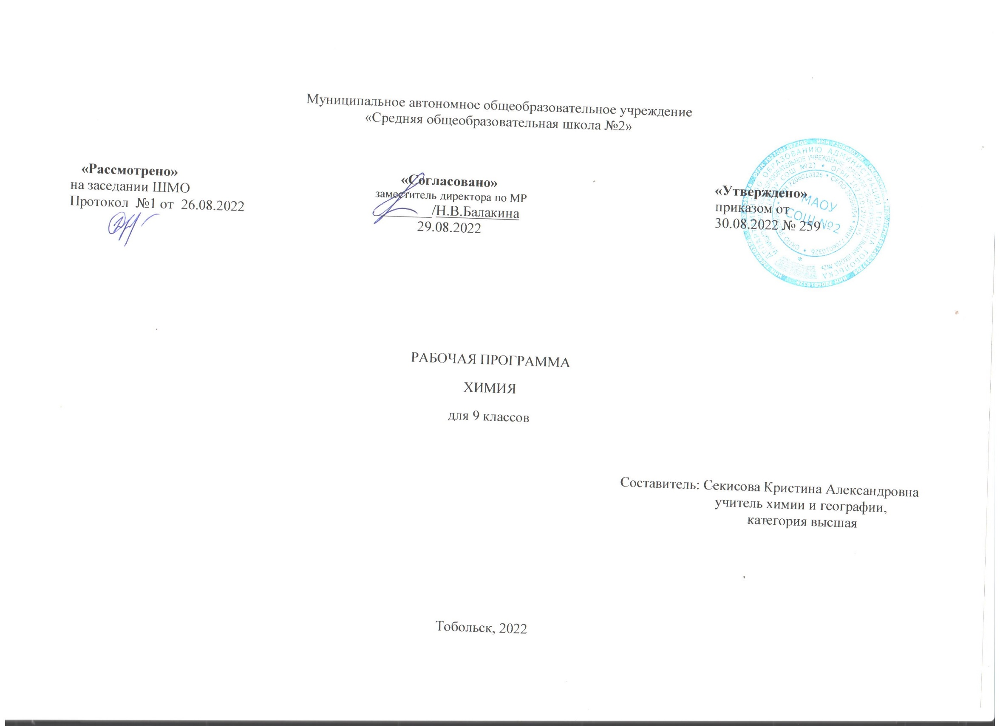 Муниципальное автономное общеобразовательное учреждение
«Средняя общеобразовательная школа №2»
«Рассмотрено»
на заседании ШМО
Протокол №1 от 26.08.2022
«Согласовано»
заместитель директора по МР
/Н.В.Балакина
29.08.2022
«Утверждено»
приказом от
30.08.2022 № 259
МАОУ
СОШ №2
РАБОЧАЯ ПРОГРАММА
ХИМИЯ
для 9 классов
Составитель: Секисова Кристина Александровна
учитель химии и географии,
категория высшая
Тобольск, 2022